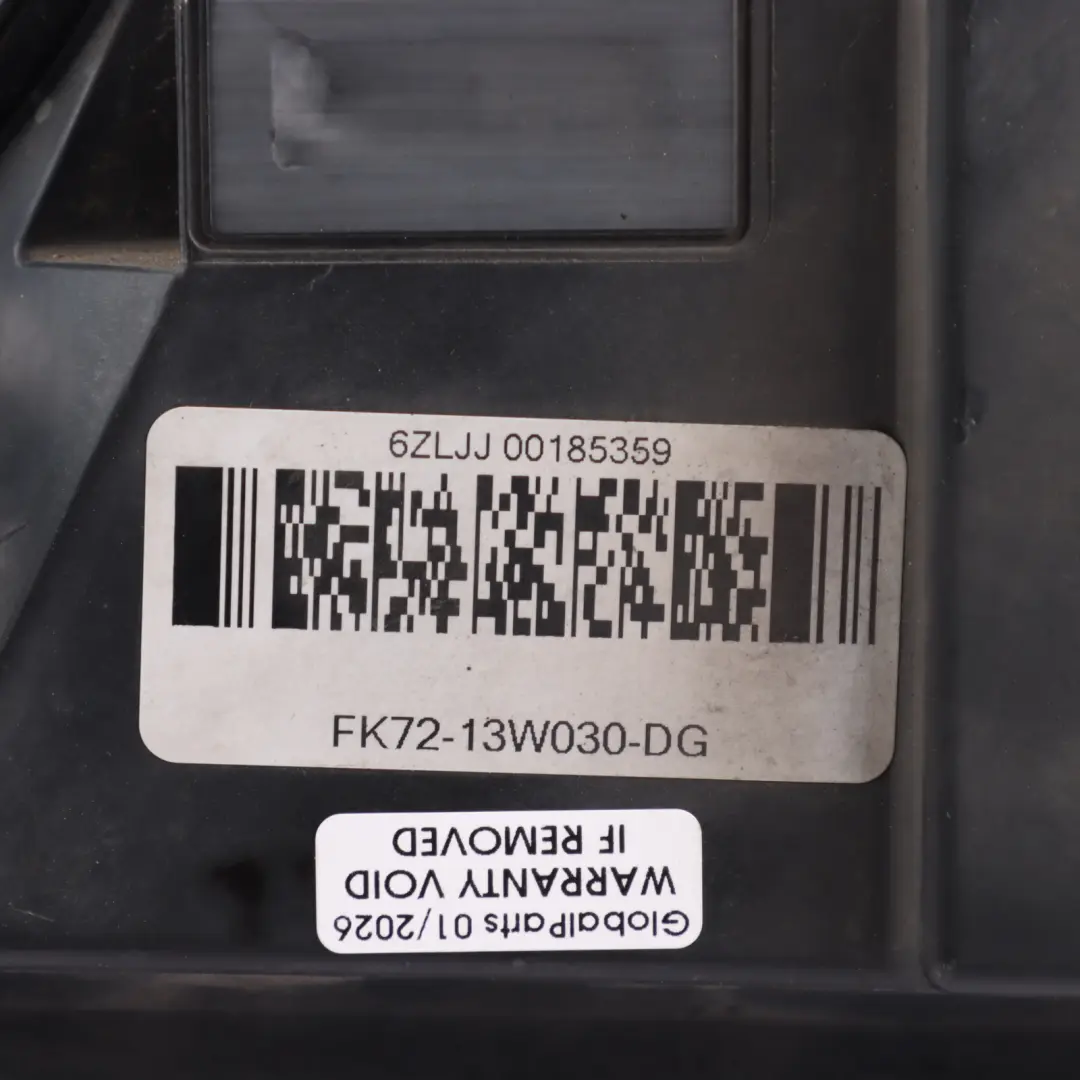 6ZLJJ 00185359
FK72-13W030-DG
GlobalParts 01/2026
WARRANTY VOID
IF REMOVED